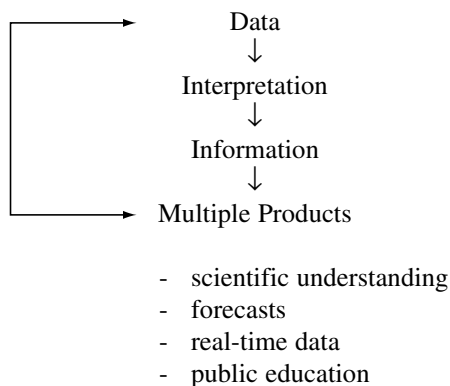 Data
Interpretation
Information
Multiple Products
- scientific understanding
- forecasts
- real-time data
- public education